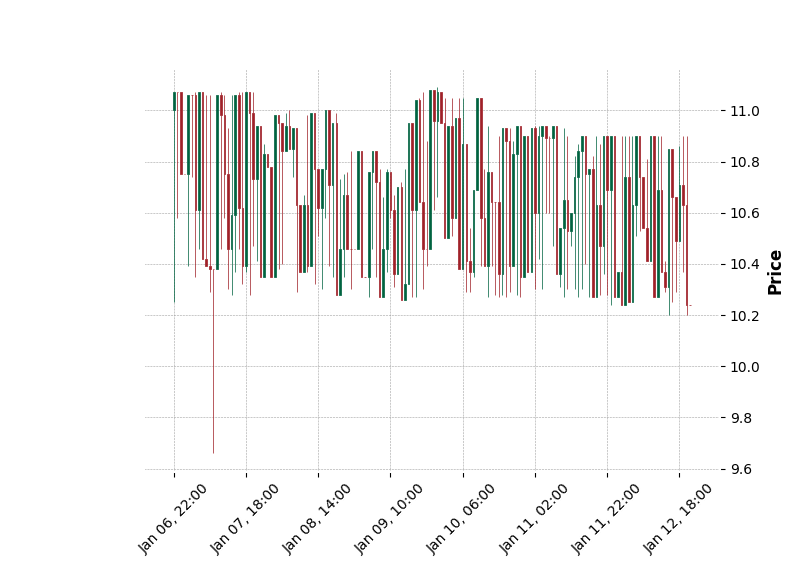 11.0
10.8
10.6
10.4
10.2
10.0
9.8
9.6
Price
Jan 06, 22:00
Jan 07, 18:00
Jan 08, 14:00
Jan 09, 10:00
Jan 10, 06:00
Jan 11, 02:00
Jan 11, 22:00
Jan 12, 18:00